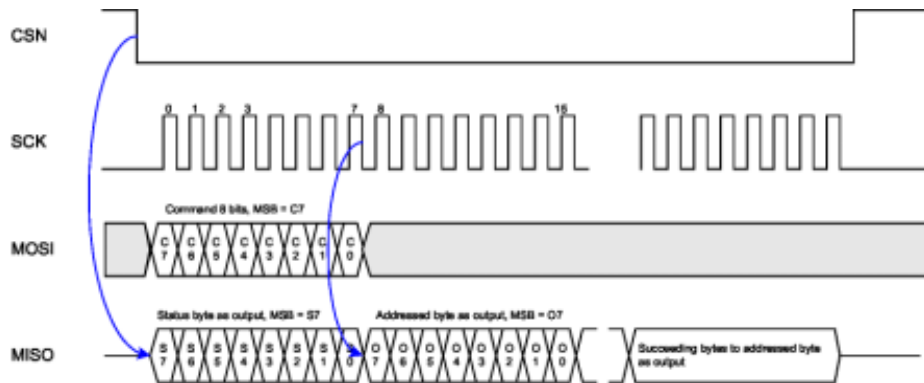 CSN
0 1 2 3 7 8 15
SCK
Command 8 bits, MSB = C7
MOSI
C7 C6 C5 C4 C3 C2 C1 C0
Status byte as output, MSB = S7 Addressed byte as output, MSB = O7
MISO
S7 S6 S5 S4 S3 S2 S1 S0 O7 O6 O5 O4 O3 O2 O1 O0
Succeeding bytes to addressed byte
as output